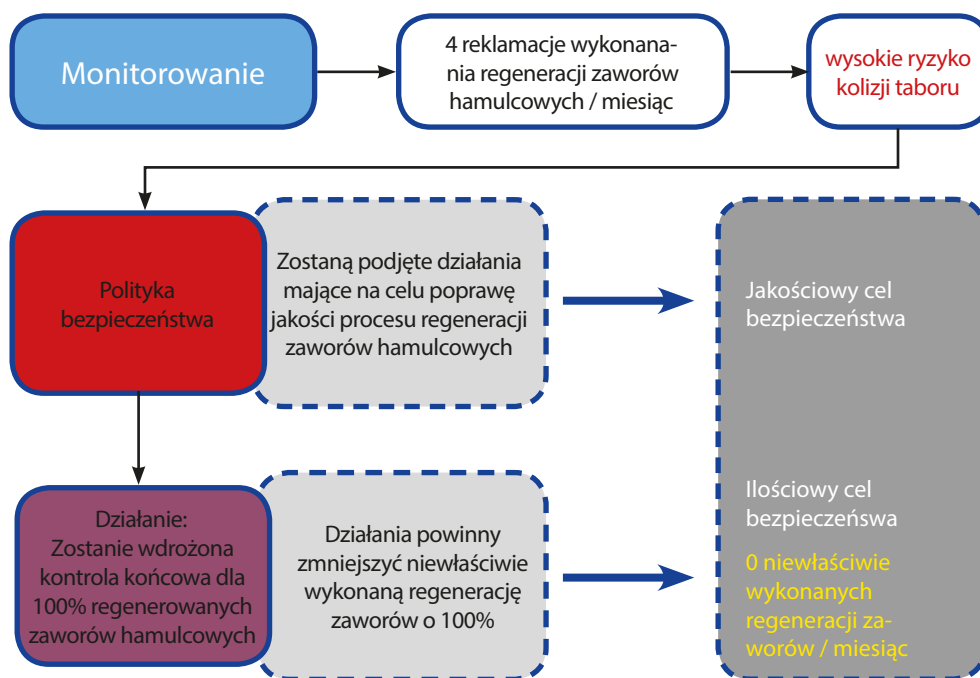 Monitorowanie
4 reklamacje wykonana-
nia regeneracji zaworów
hamulcowych / miesiąc
wysokie ryzyko
kolizji taboru
Polityka
bezpieczeństwa
Zostaną podjęte działania
mające na celu poprawę
jakości procesu regeneracji
zaworów hamulcowych
Jakościowy cel
bezpieczeństwa
Działanie:
Zostanie wdrożona
kontrola końcowa dla
100% regenerowanych
zaworów hamulcowych
Działania powinny
zmniejszyć niewłaściwie
wykonaną regenerację
zaworów o 100%
Ilościowy cel
bezpieczeńswa
0 niewłaściwie
wykonanych
regeneracji za-
worów / miesiąc